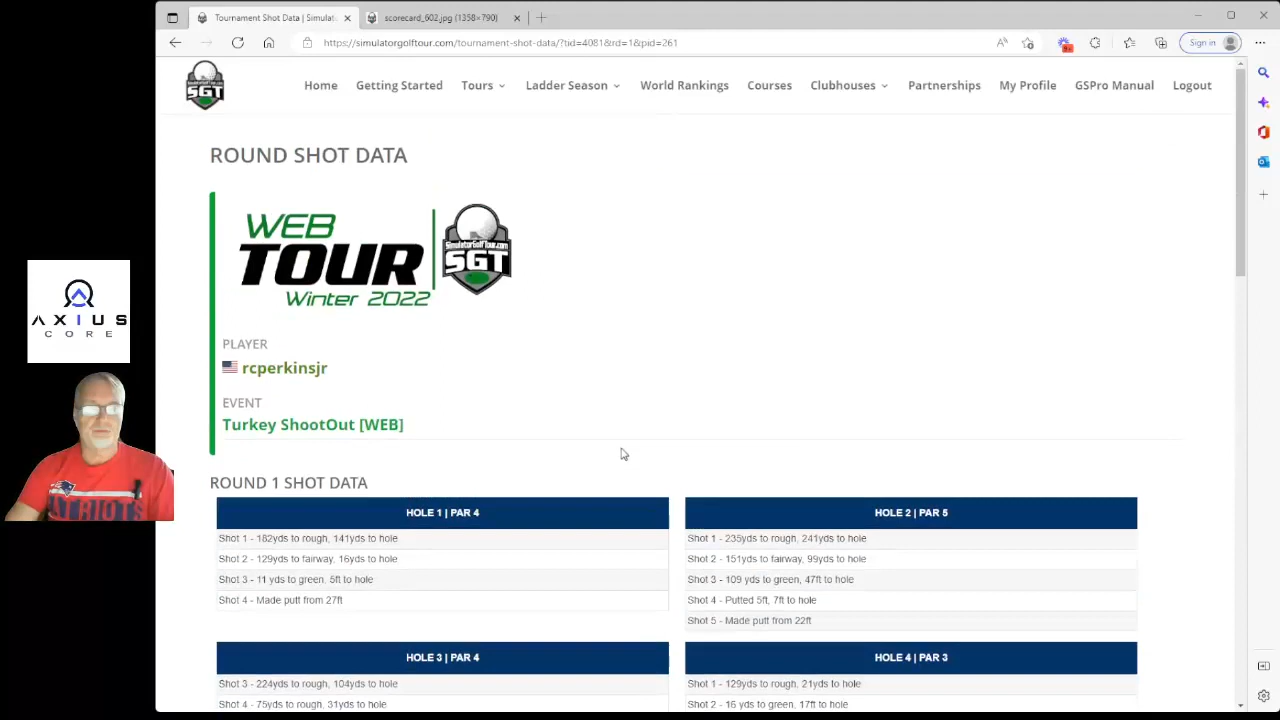 Tournament Shot Data | Simulat
scorecard_602.jpg (1358×790)
https://simulatorgolftour.com/tournament-shot-data/?tid=4081&rd=1&pid=261
Sign in
SGT
Home
Getting Started
Tours
Ladder Season
World Rankings
Courses
Clubhouses
Partnerships
My Profile
GSPro Manual
Logout
ROUND SHOT DATA
WEB
TOUR
Winter 2022
SimulatorGolfTour.com
SGT
PLAYER
rcperkinsjr
EVENT
Turkey ShootOut [WEB]
ROUND 1 SHOT DATA
HOLE 1 | PAR 4
Shot 1 - 182yds to rough, 141yds to hole
Shot 2 - 129yds to fairway, 16yds to hole
Shot 3 - 11 yds to green, 5ft to hole
Shot 4 - Made putt from 27ft
HOLE 2 | PAR 5
Shot 1 - 235yds to rough, 241yds to hole
Shot 2 - 151yds to fairway, 99yds to hole
Shot 3 - 109 yds to green, 47ft to hole
Shot 4 - Putted 5ft, 7ft to hole
Shot 5 - Made putt from 22ft
HOLE 3 | PAR 4
Shot 3 - 224yds to rough, 104yds to hole
Shot 4 - 75yds to rough, 31yds to hole
HOLE 4 | PAR 3
Shot 1 - 129yds to rough, 21yds to hole
Shot 2 - 16 yds to green, 17ft to hole
AXIUS
CORE
PATRIOTS